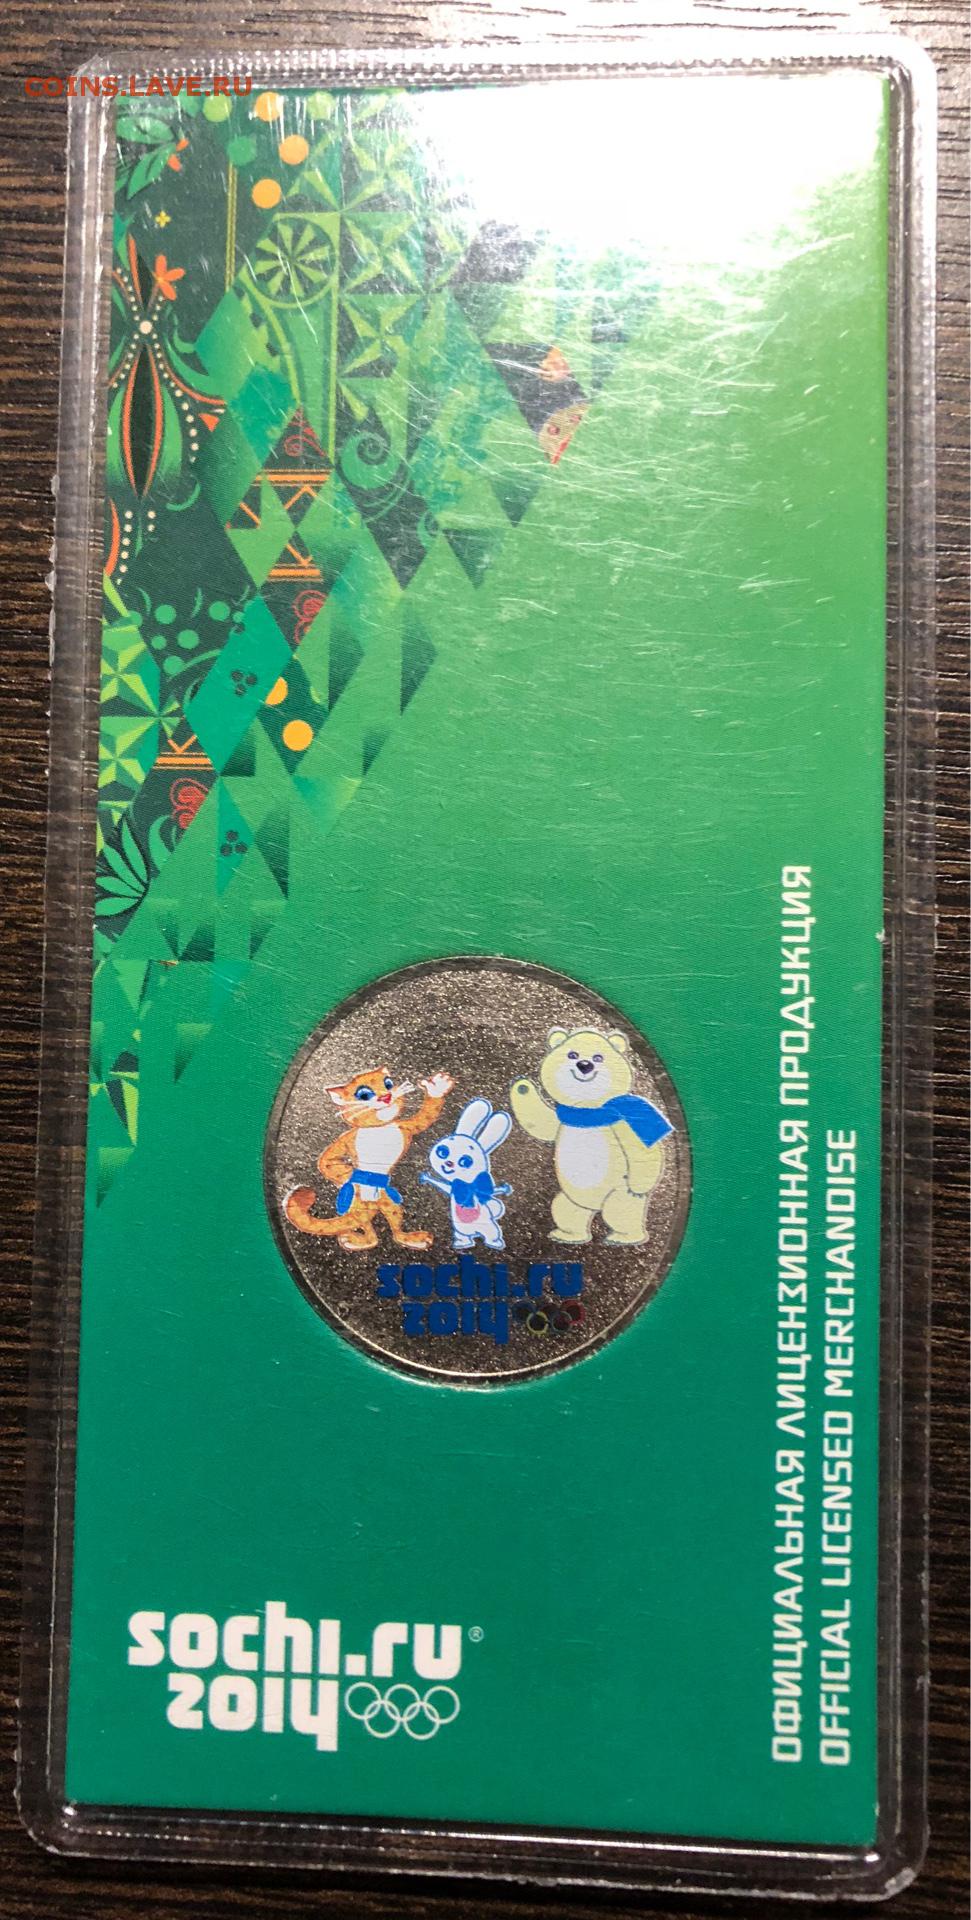 COINS.LAVE.RU
sochi.ru
2014
sochi.ru®
2014
ОФИЦИАЛЬНАЯ ЛИЦЕНЗИОННАЯ ПРОДУКЦИЯ
OFFICIAL LICENSED MERCHANDISE